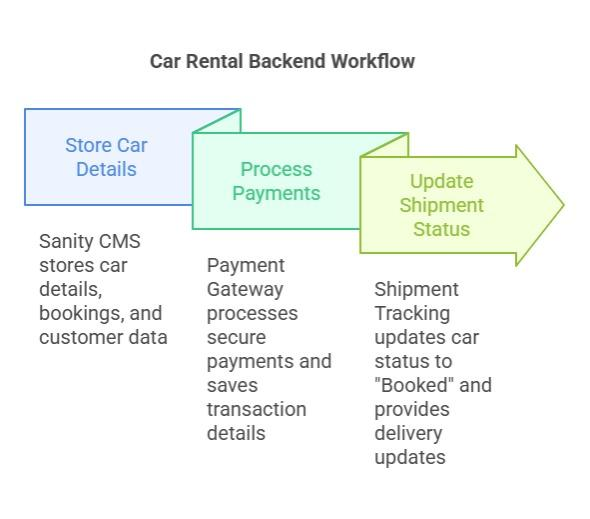 Car Rental Backend Workflow
Store Car
Details
Process
Payments
Update
Shipment
Status
Sanity CMS
stores car
details,
bookings, and
customer data
Payment
Gateway
processes
secure
payments and
saves
transaction
details
Shipment
Tracking
updates car
status to
"Booked" and
provides
delivery
updates